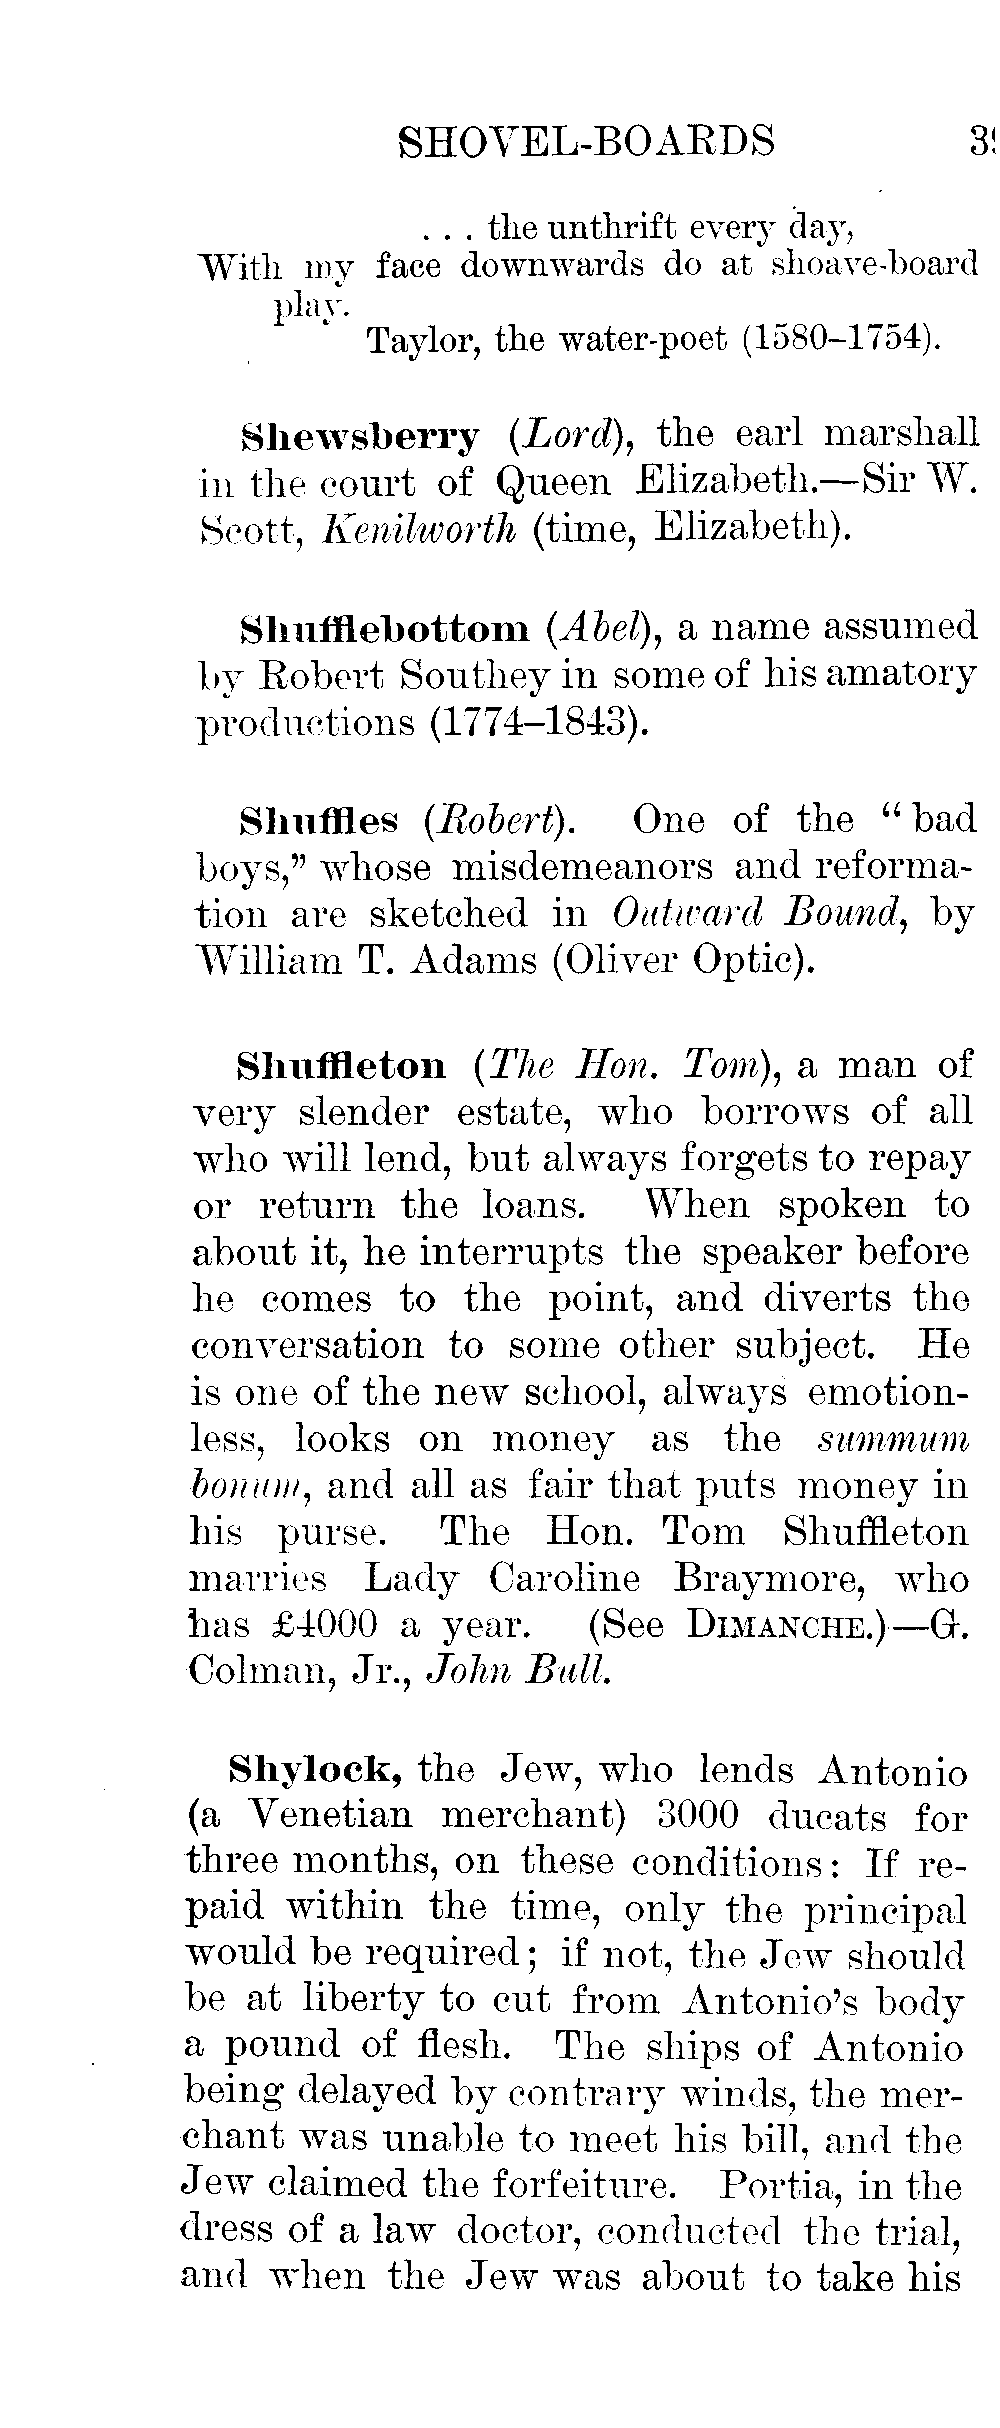 SHOVEL-BOARDS 39
. . . the unthrift every day,
With my face downwards do at shoave-board
play.
Taylor, the water-poet (1580–1754).
Shewsberry (Lord), the earl marshall
in the court of Queen Elizabeth.—Sir W.
Scott, Kenilworth (time, Elizabeth).
Shufflebottom (Abel), a name assumed
by Robert Southey in some of his amatory
productions (1774–1843).
Shuffles (Robert). One of the “bad
boys,” whose misdemeanors and reforma-
tion are sketched in Outward Bound, by
William T. Adams (Oliver Optic).
Shuffleton (The Hon. Tom), a man of
very slender estate, who borrows of all
who will lend, but always forgets to repay
or return the loans. When spoken to
about it, he interrupts the speaker before
he comes to the point, and diverts the
conversation to some other subject. He
is one of the new school, always emotion-
less, looks on money as the summum
bonum, and all as fair that puts money in
his purse. The Hon. Tom Shuffleton
marries Lady Caroline Braymore, who
has £4000 a year. (See DIMANCHE.)—G.
Colman, Jr., John Bull.
Shylock, the Jew, who lends Antonio
(a Venetian merchant) 3000 ducats for
three months, on these conditions: If re-
paid within the time, only the principal
would be required; if not, the Jew should
be at liberty to cut from Antonio’s body
a pound of flesh. The ships of Antonio
being delayed by contrary winds, the mer-
chant was unable to meet his bill, and the
Jew claimed the forfeiture. Portia, in the
dress of a law doctor, conducted the trial,
and when the Jew was about to take his